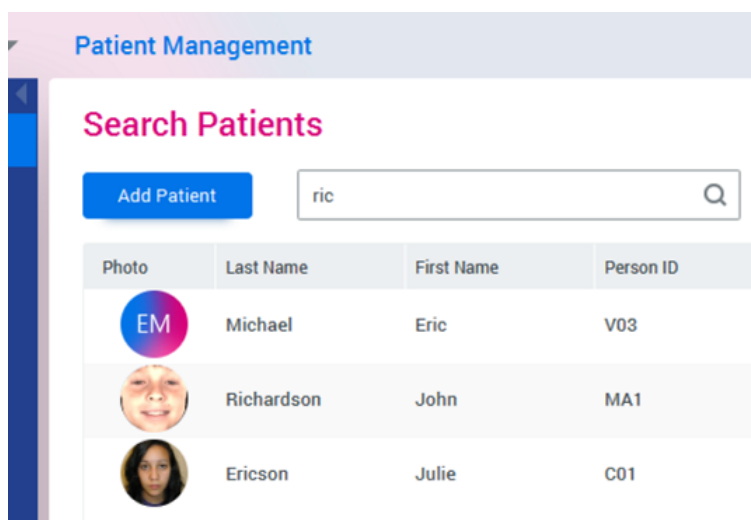 Patient Management
Search Patients
Add Patient
ric
Photo Last Name First Name Person ID
EM Michael Eric V03
Richardson John MA1
Ericson Julie C01